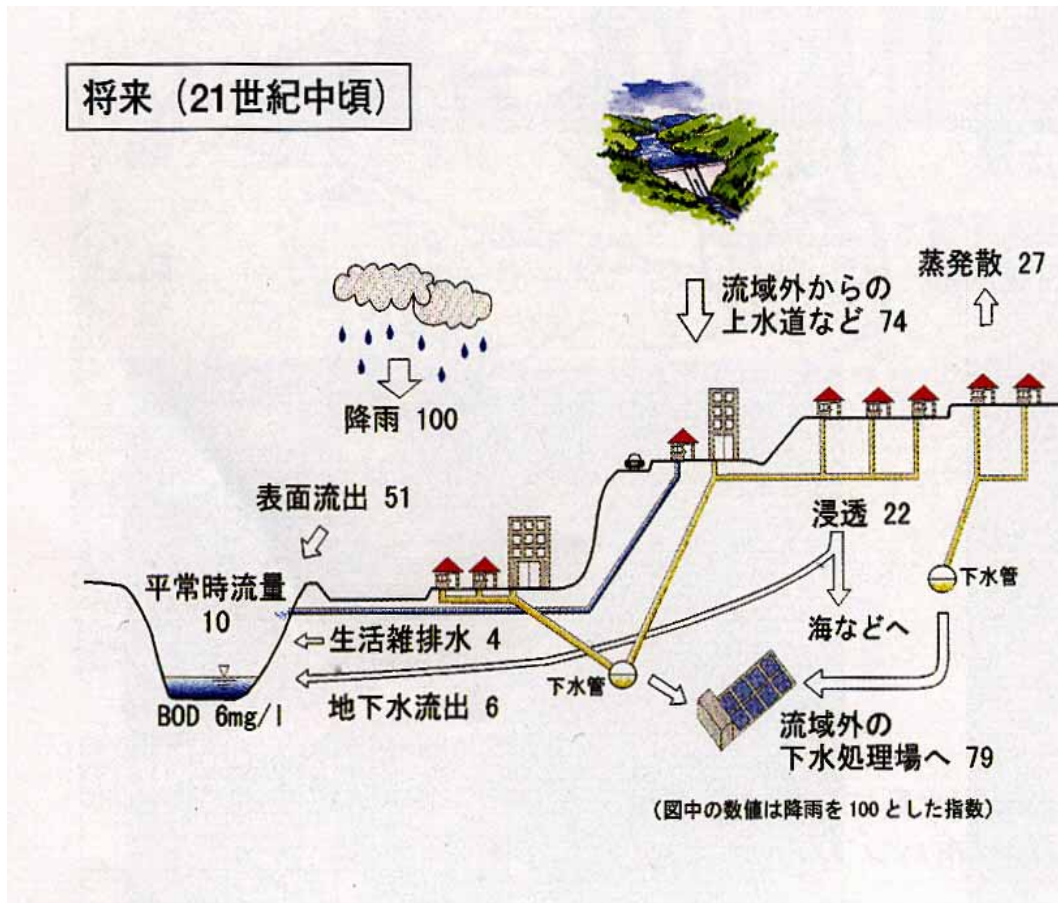 将来（21世紀中頃）
蒸発散 27
流域外からの
上水道など 74
降雨 100
表面流出 51
浸透 22
平常時流量
10
下水管
海などへ
生活雑排水 4
下水管
地下水流出 6
BOD 6mg/l
流域外の
下水処理場へ 79
（図中の数値は降雨を 100 とした指数）